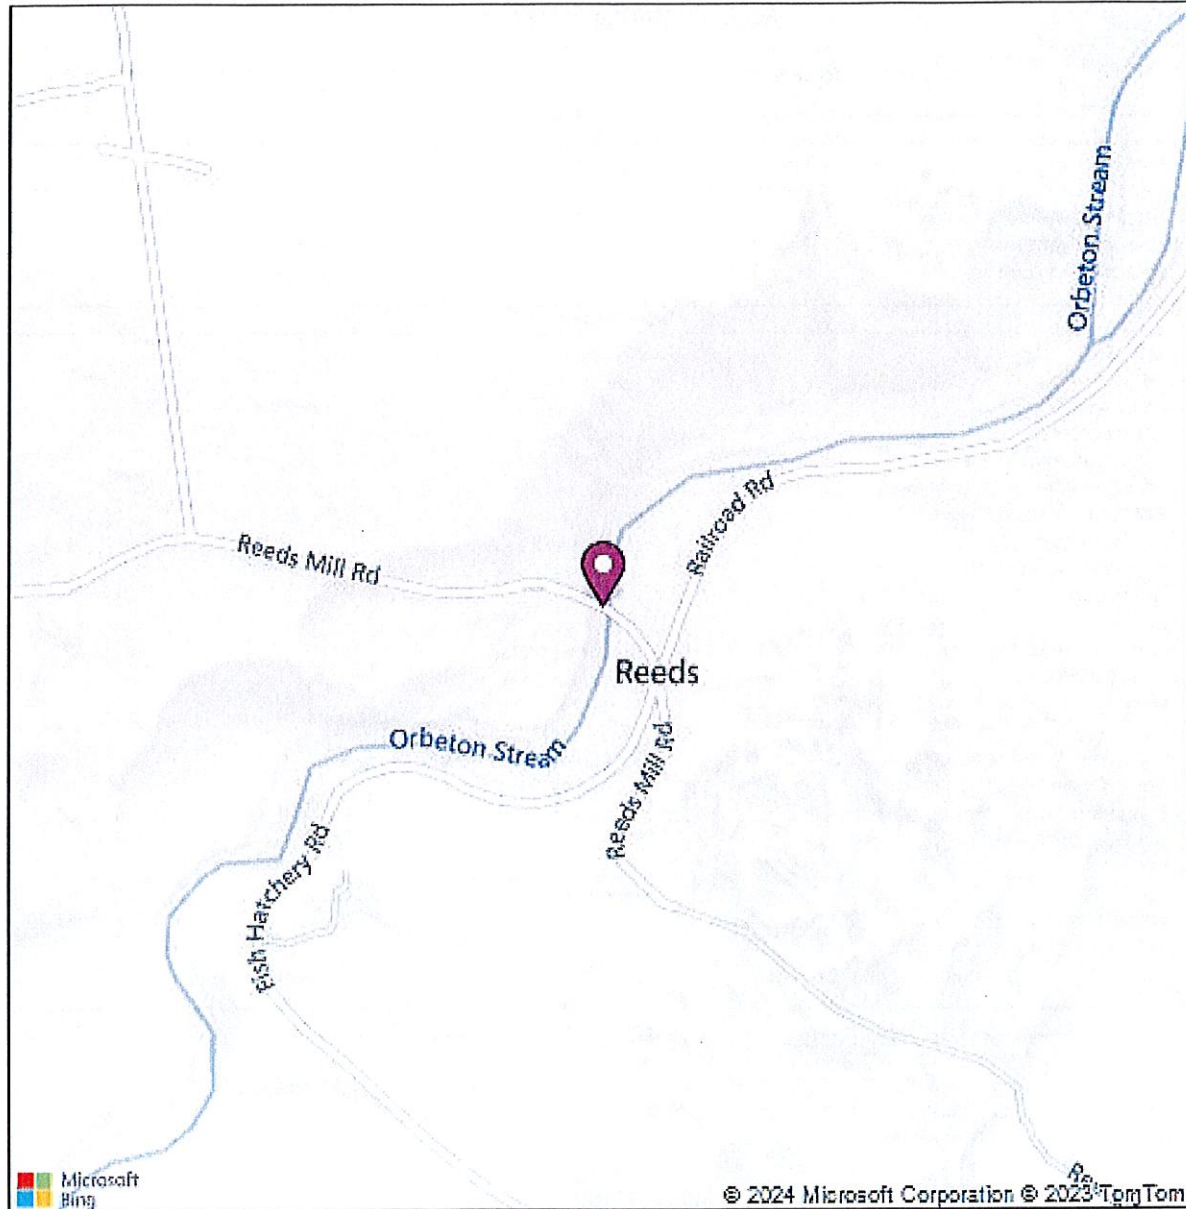 Orbeton Stream
Railroad Rd
Reeds Mill Rd
Reeds
Orbeton Stream
Reeds Mill Rd
Fish Hatchery Rd
Microsoft
Bing
© 2024 Microsoft Corporation © 2023 TomTom